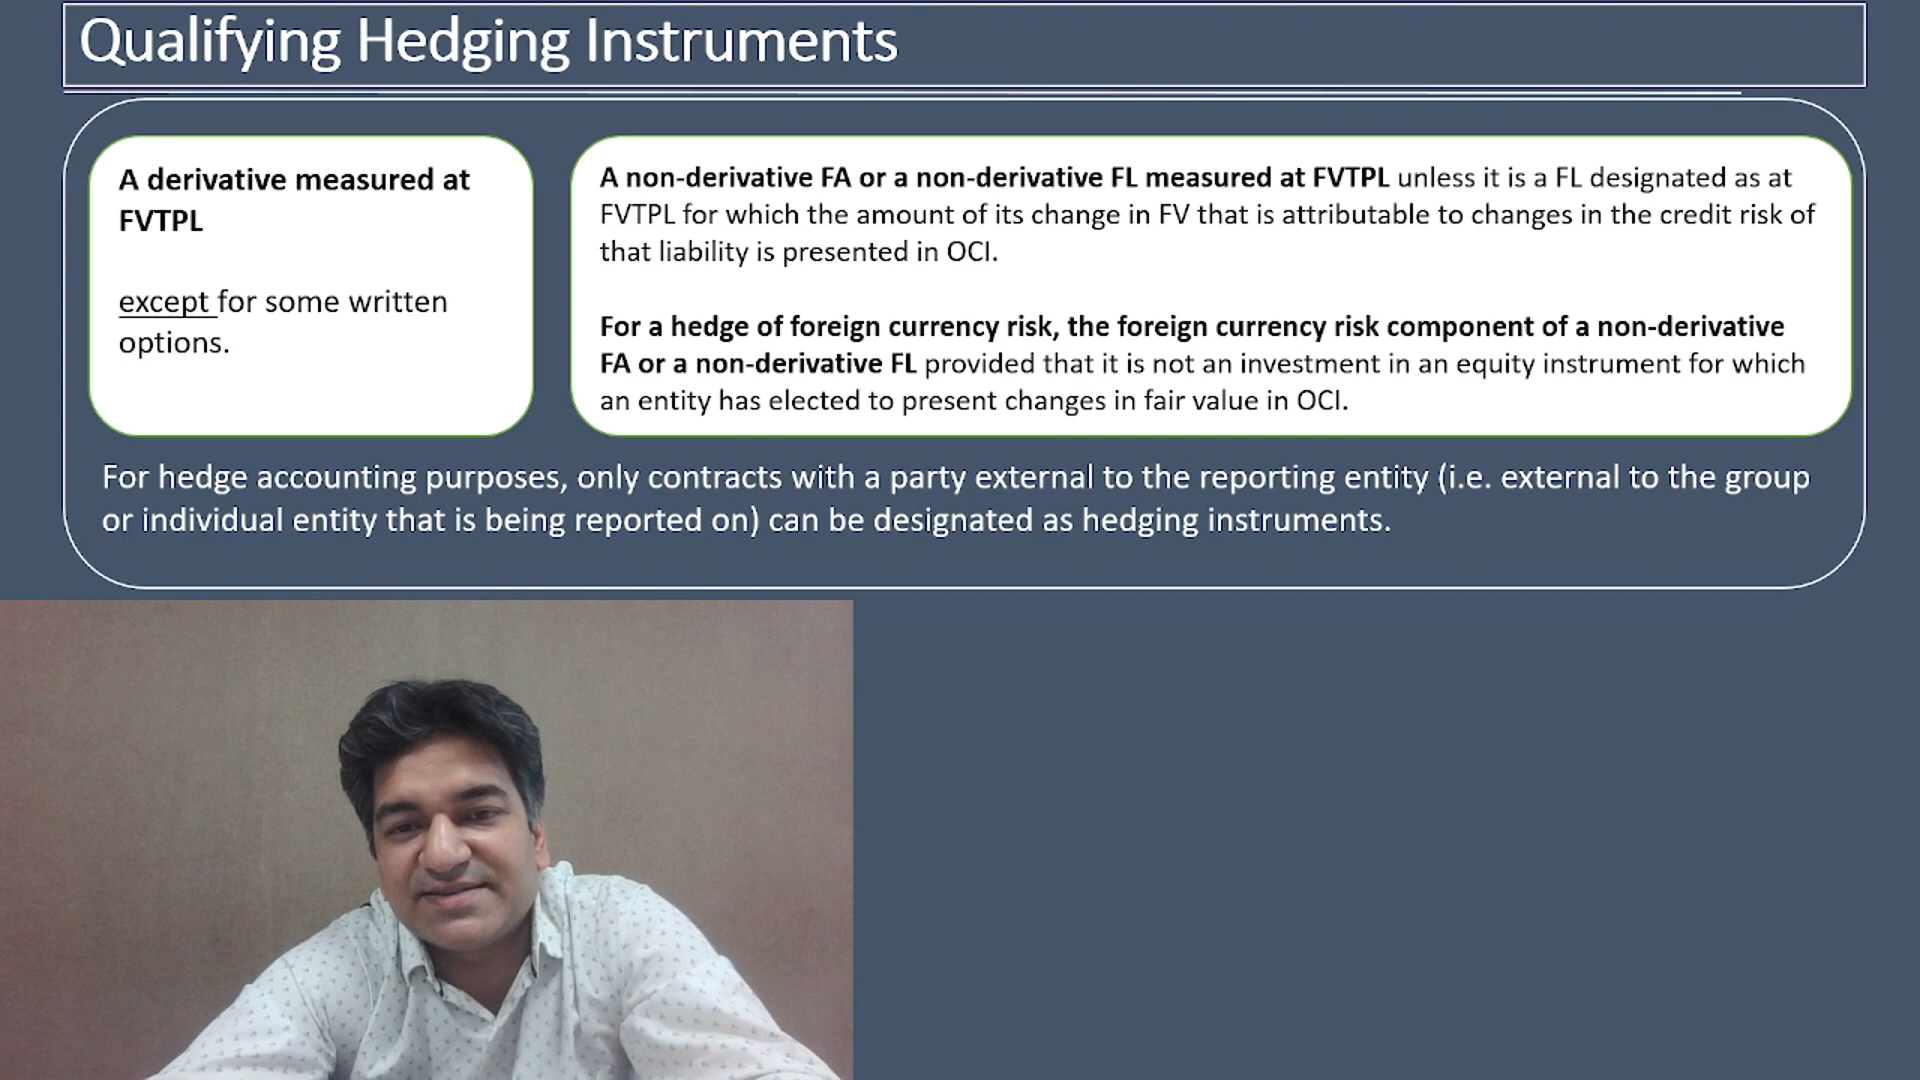 Qualifying Hedging Instruments
A derivative measured at
FVTPL
except for some written
options.
A non-derivative FA or a non-derivative FL measured at FVTPL unless it is a FL designated as at
FVTPL for which the amount of its change in FV that is attributable to changes in the credit risk of
that liability is presented in OCI.
For a hedge of foreign currency risk, the foreign currency risk component of a non-derivative
FA or a non-derivative FL provided that it is not an investment in an equity instrument for which
an entity has elected to present changes in fair value in OCI.
For hedge accounting purposes, only contracts with a party external to the reporting entity (i.e. external to the group
or individual entity that is being reported on) can be designated as hedging instruments.